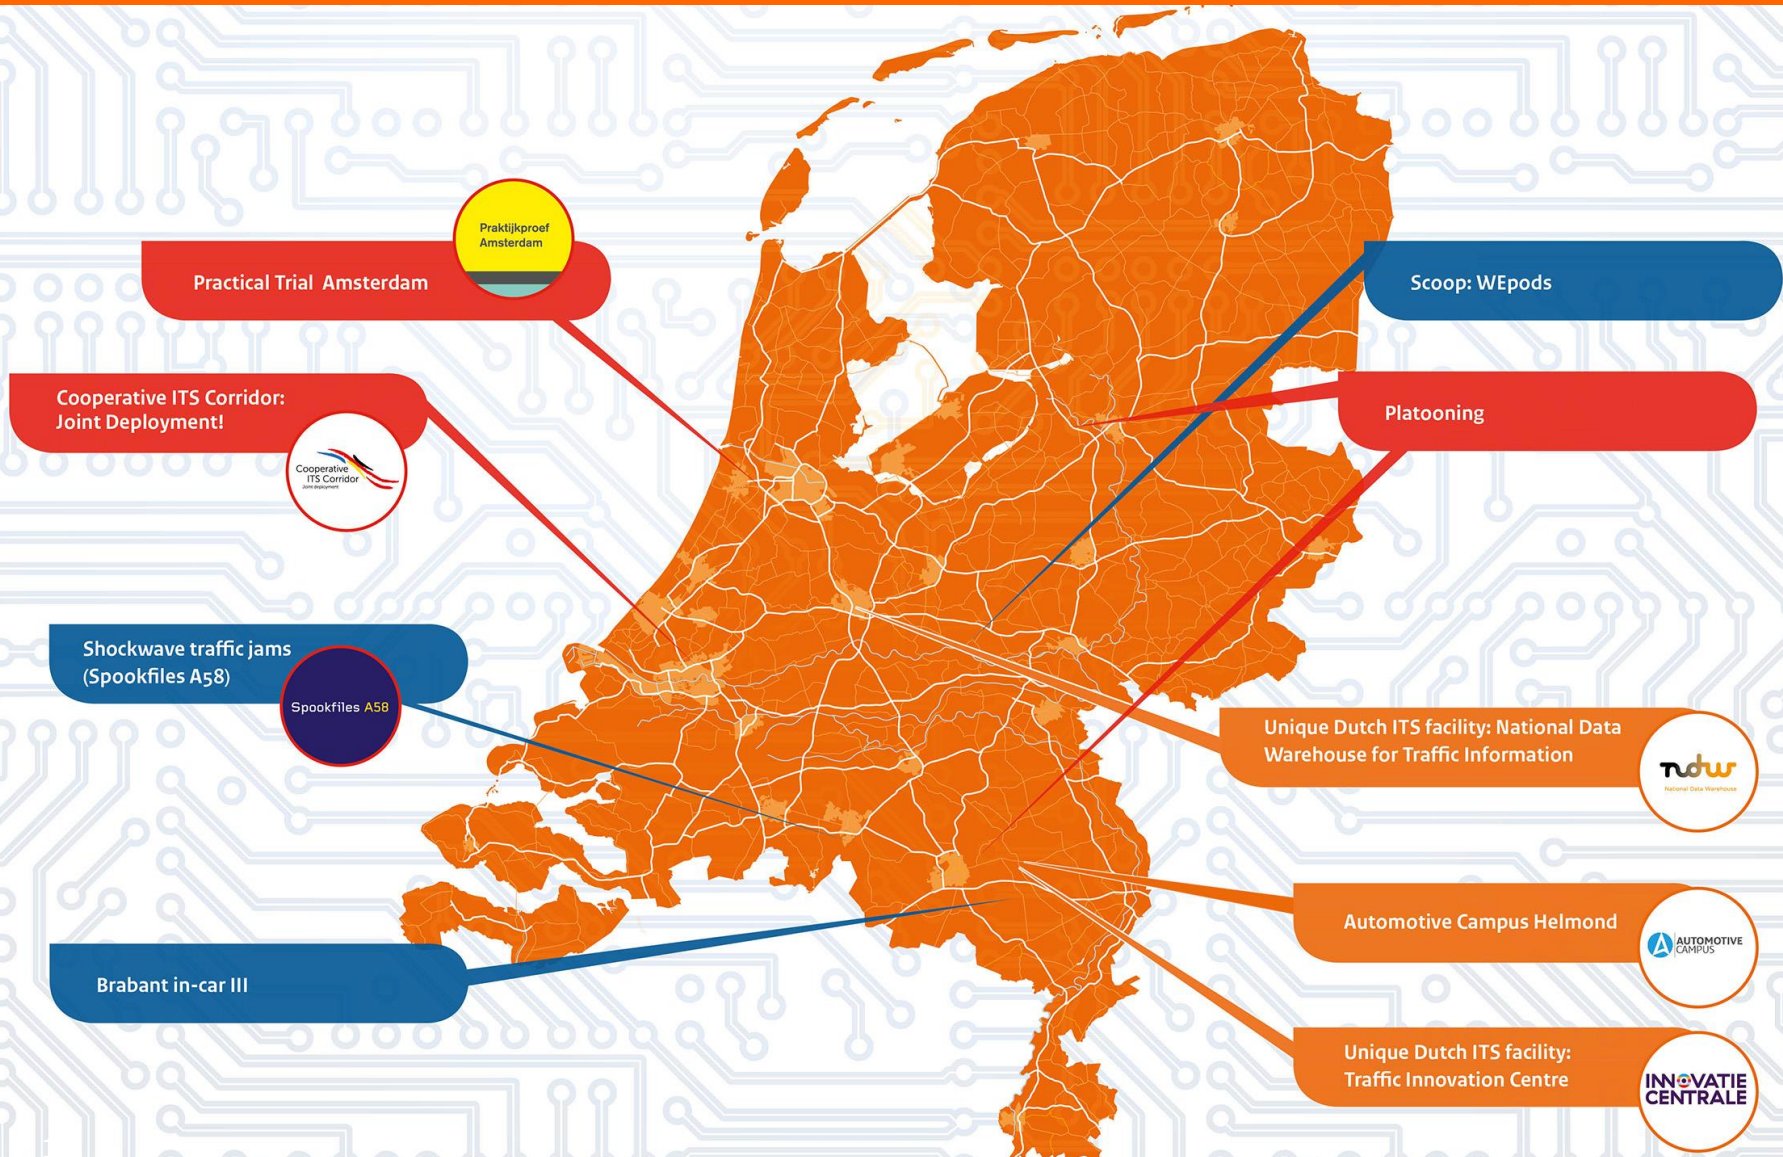 Praktijkproef
Amsterdam
Practical Trial Amsterdam
Scoop: WEpods
Cooperative ITS Corridor:
Joint Deployment!
Cooperative
ITS Corridor
Joint deployment
Platooning
Shockwave traffic jams
(Spookfiles A58)
Spookfiles A58
Unique Dutch ITS facility: National Data
Warehouse for Traffic Information
ndw
National Data Warehouse
Automotive Campus Helmond
AUTOMOTIVE
CAMPUS
Brabant in-car III
Unique Dutch ITS facility:
Traffic Innovation Centre
INNOVATIE
CENTRALE